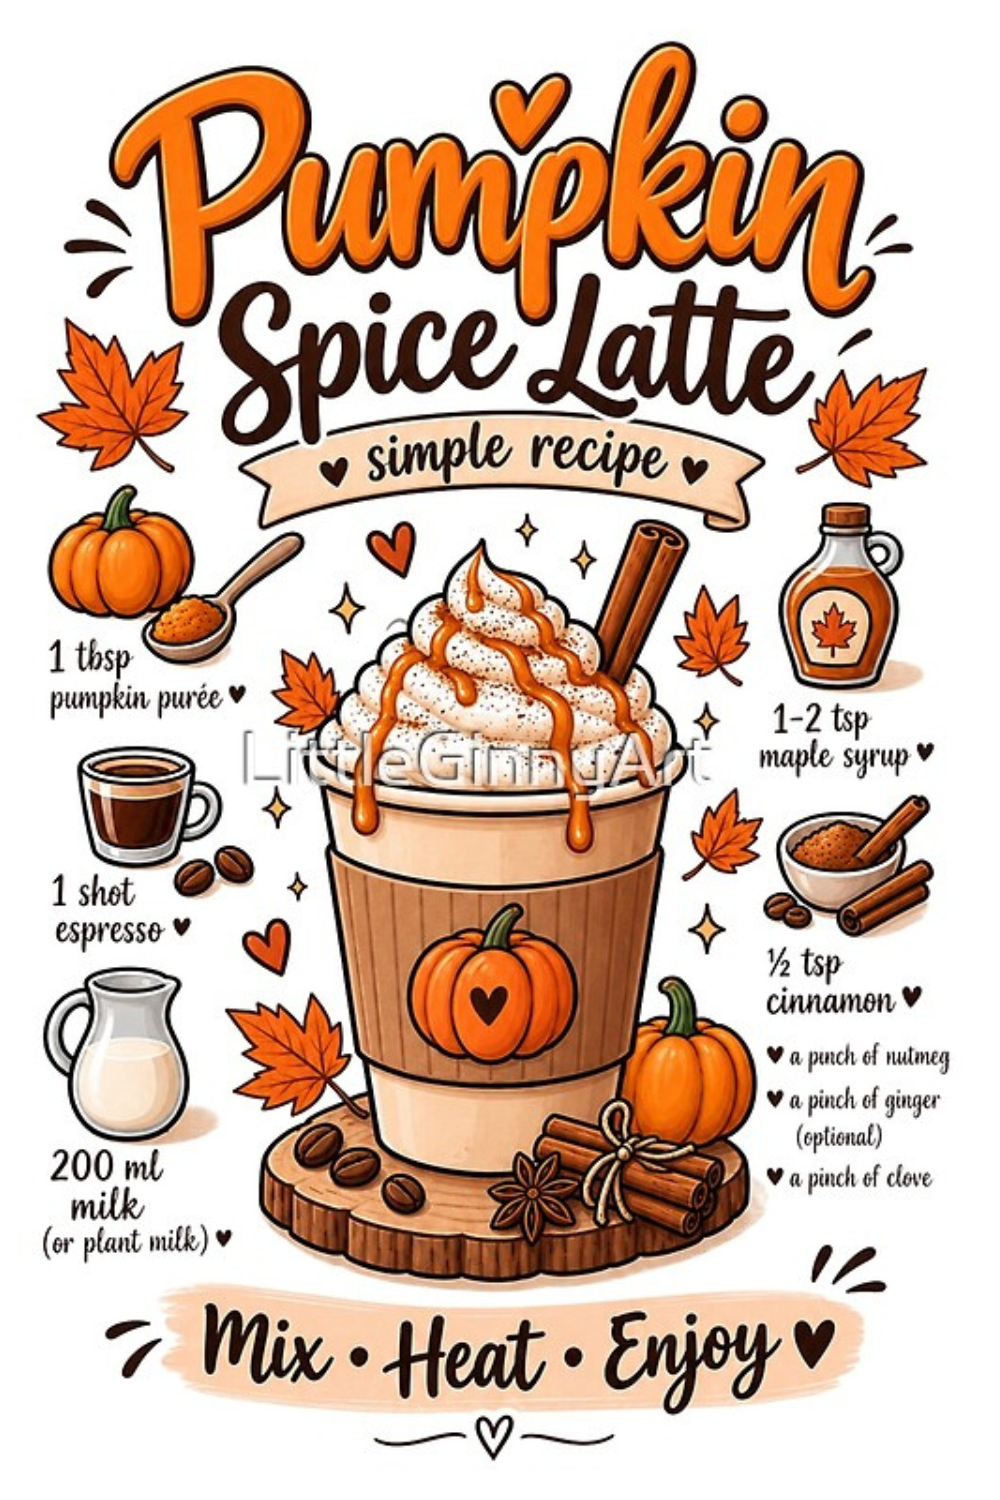 Pumpkin
Spice Latte
simple recipe
1 tbsp
pumpkin purée
1 shot
espresso
200 ml
milk
(or plant milk)
LittleGinnyArt
1-2 tsp
maple syrup
½ tsp
cinnamon
a pinch of nutmeg
a pinch of ginger
(optional)
a pinch of clove
Mix • Heat • Enjoy